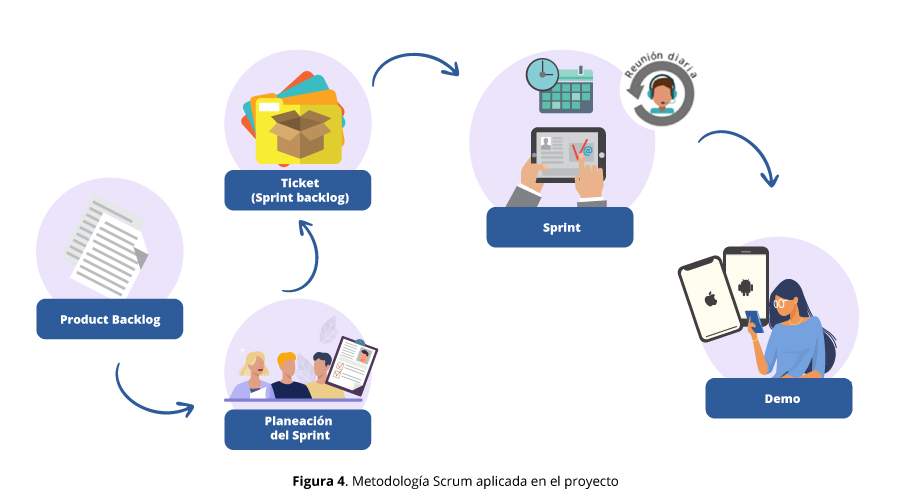 Product Backlog
Planeación
del Sprint
Ticket
(Sprint backlog)
Reunión diaria
Sprint
Demo
Figura 4. Metodología Scrum aplicada en el proyecto